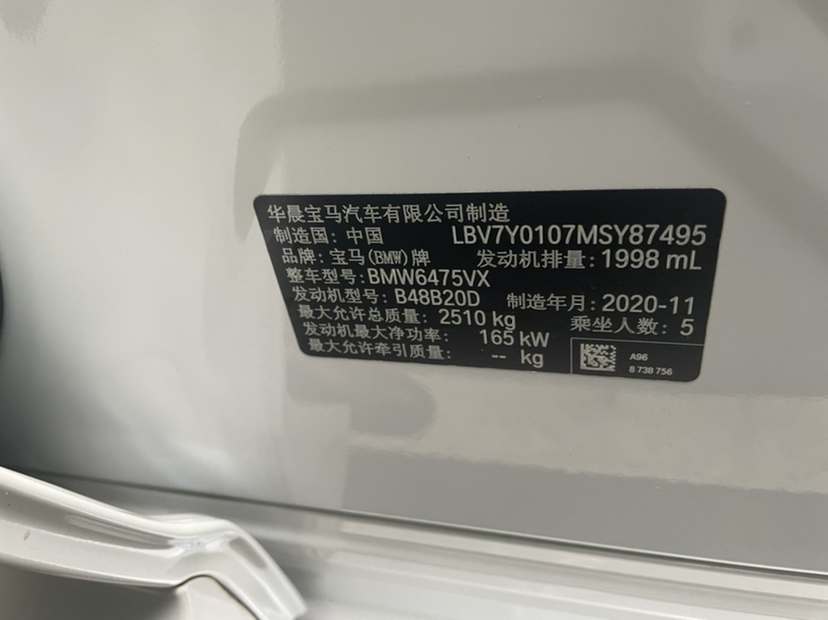 华晨宝马汽车有限公司制造
制造国：中国 LBV7Y0107MSY87495
品牌：宝马(BMW)牌 发动机排量：1998 mL
整车型号：BMW6475VX
发动机型号：B48B20D 制造年月：2020-11
最大允许总质量：2510 kg 乘坐人数：5
发动机最大净功率：165 kW
最大允许牵引质量：-- kg
A96
8 738 756